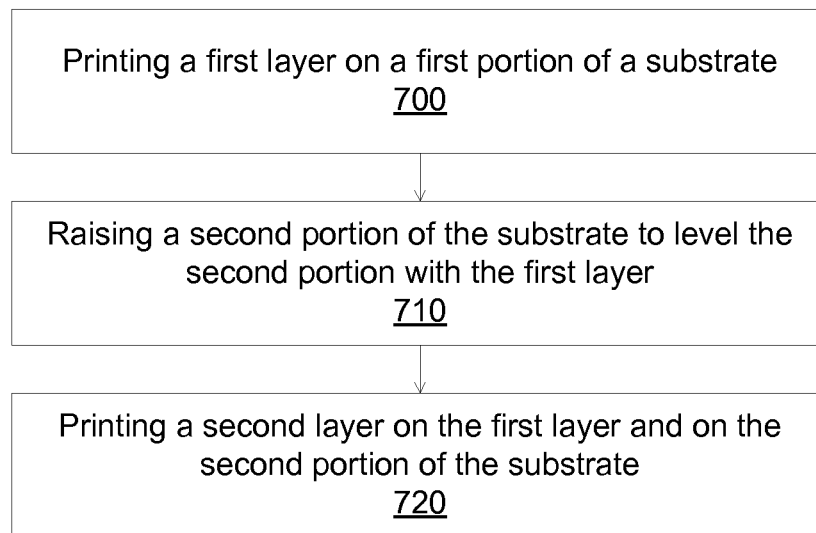 Printing a first layer on a first portion of a substrate
700
Raising a second portion of the substrate to level the
second portion with the first layer
710
Printing a second layer on the first layer and on the
second portion of the substrate
720